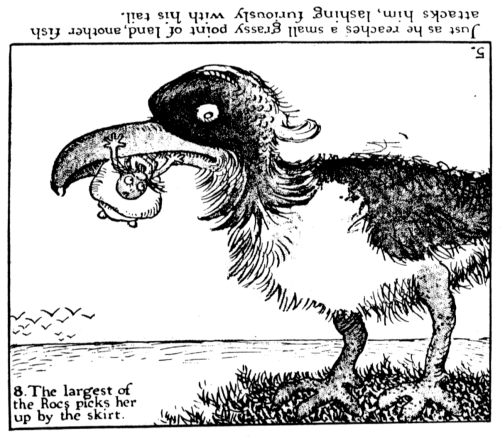 Just as he reaches a small grassy point of land, another fish
attacks him, lashing furiously with his tail.
5.
8. The largest of
the Rocs picks her
up by the skirt.